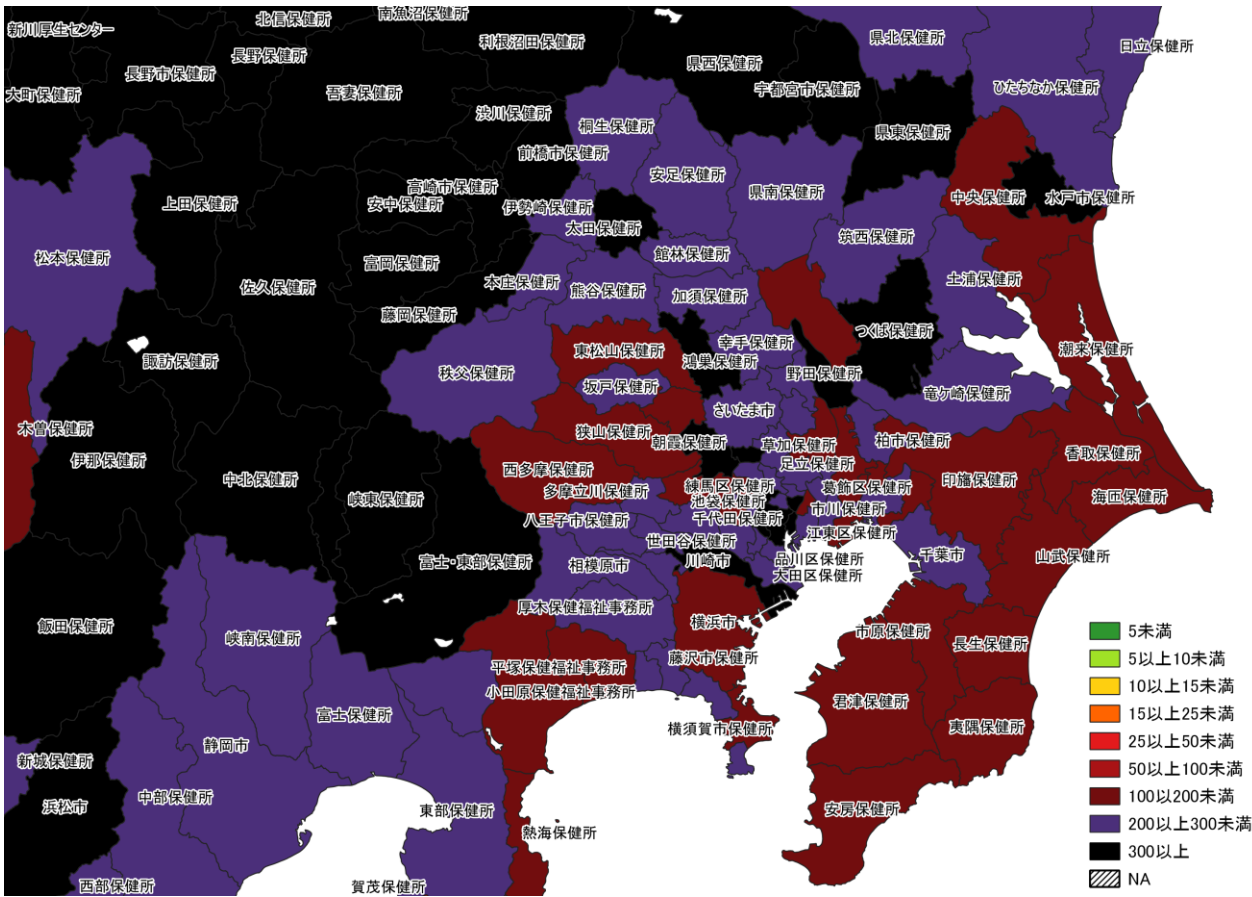 北信保健所
南魚沼保健所
新川厚生センター
長野保健所
利根沼田保健所
県北保健所
日立保健所
長野市保健所
県西保健所
大町保健所
吾妻保健所
宇都宮市保健所
ひたちなか保健所
渋川保健所
桐生保健所
県東保健所
前橋市保健所
安足保健所
高崎市保健所
県南保健所
中央保健所
水戸市保健所
上田保健所
安中保健所
伊勢崎保健所
太田保健所
筑西保健所
松本保健所
富岡保健所
館林保健所
佐久保健所
本庄保健所
熊谷保健所
加須保健所
土浦保健所
藤岡保健所
つくば保健所
幸手保健所
諏訪保健所
東松山保健所
鴻巣保健所
潮来保健所
秩父保健所
野田保健所
坂戸保健所
竜ケ崎保健所
さいたま市
木曽保健所
狭山保健所
朝霞保健所
草加保健所
柏市保健所
伊那保健所
西多摩保健所
足立保健所
香取保健所
中北保健所
多摩立川保健所
練馬区保健所
葛飾区保健所
印旛保健所
海匝保健所
峡東保健所
池袋保健所
市川保健所
八王子市保健所
千代田保健所
江東区保健所
世田谷保健所
千葉市
山武保健所
富士・東部保健所
川崎市
品川区保健所
相模原市
大田区保健所
厚木保健福祉事務所
飯田保健所
峡南保健所
横浜市
市原保健所
長生保健所
平塚保健福祉事務所
藤沢市保健所
小田原保健福祉事務所
君津保健所
富士保健所
夷隅保健所
横須賀市保健所
静岡市
新城保健所
中部保健所
浜松市
東部保健所
安房保健所
熱海保健所
西部保健所
賀茂保健所
5未満
5以上10未満
10以上15未満
15以上25未満
25以上50未満
50以上100未満
100以200未満
200以上300未満
300以上
NA